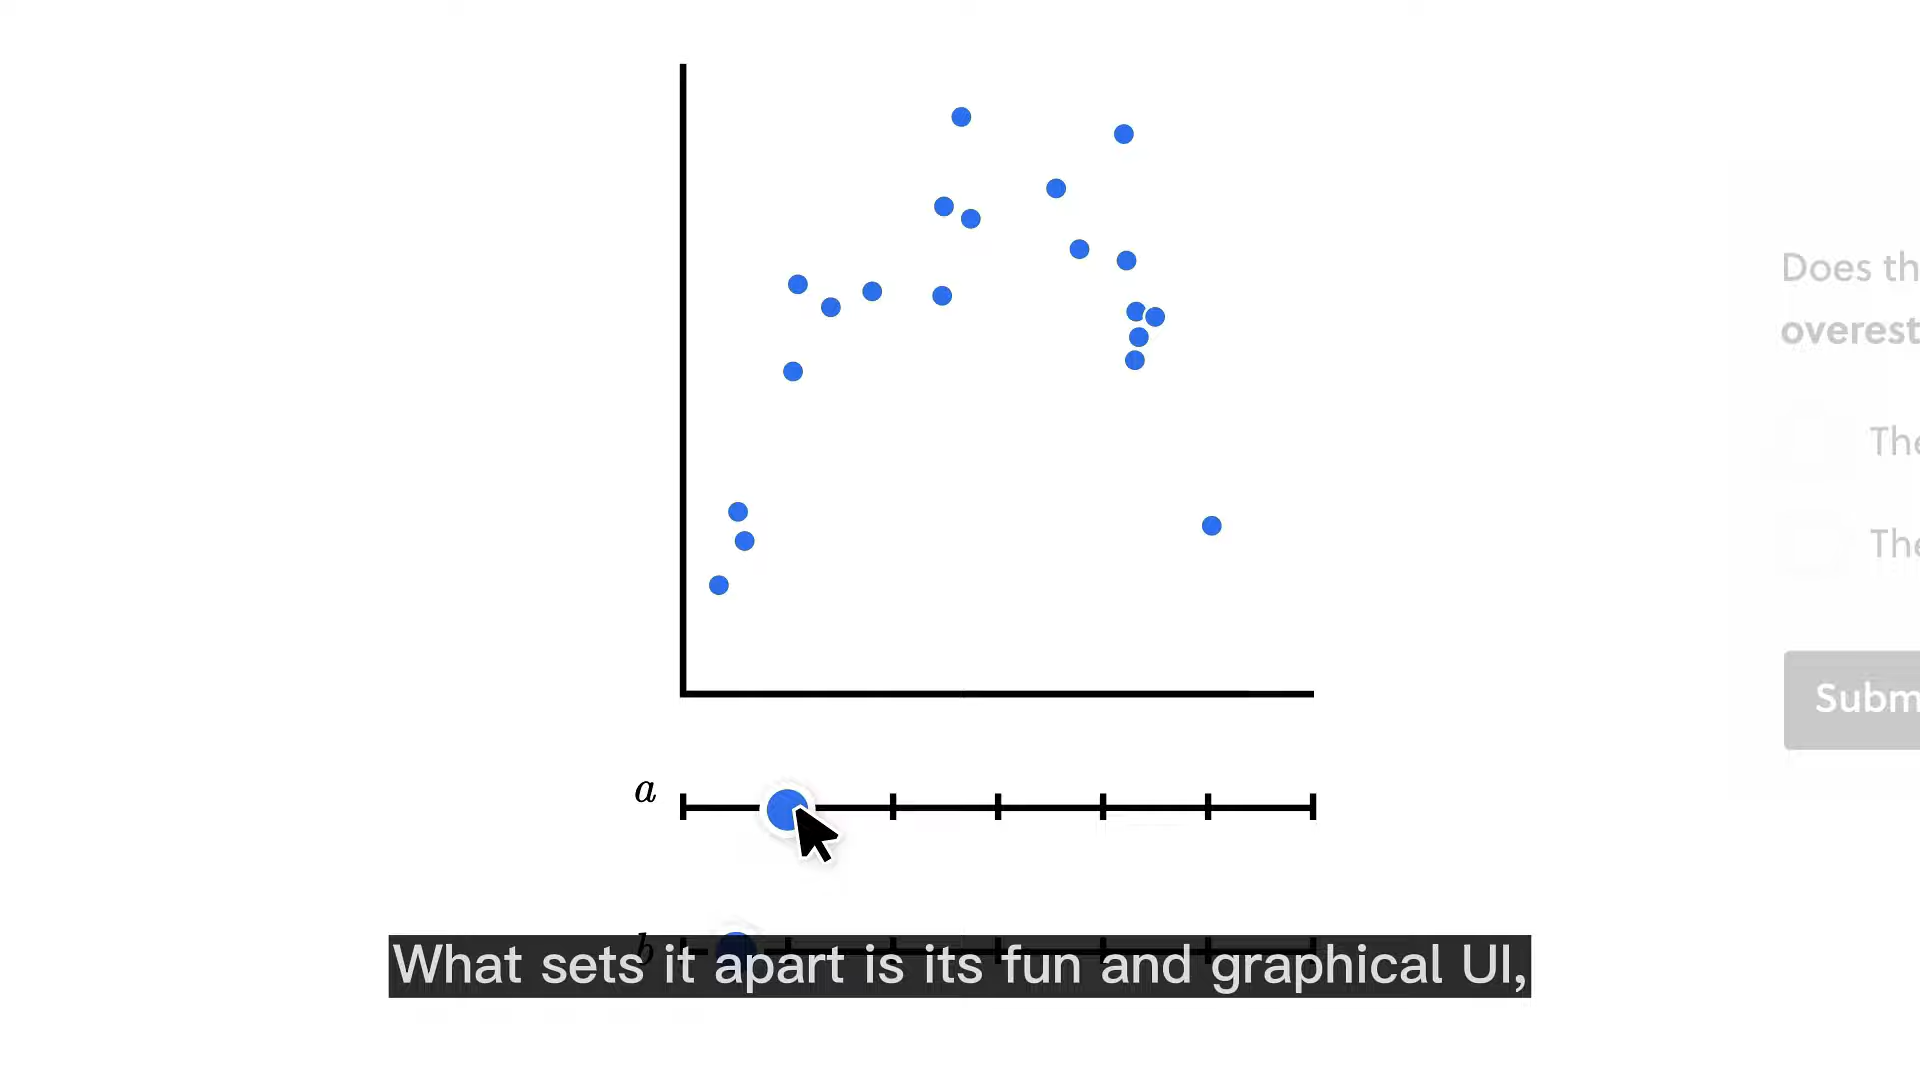 Does th
overest
The
The
Subm
a
b
What sets it apart is its fun and graphical UI,